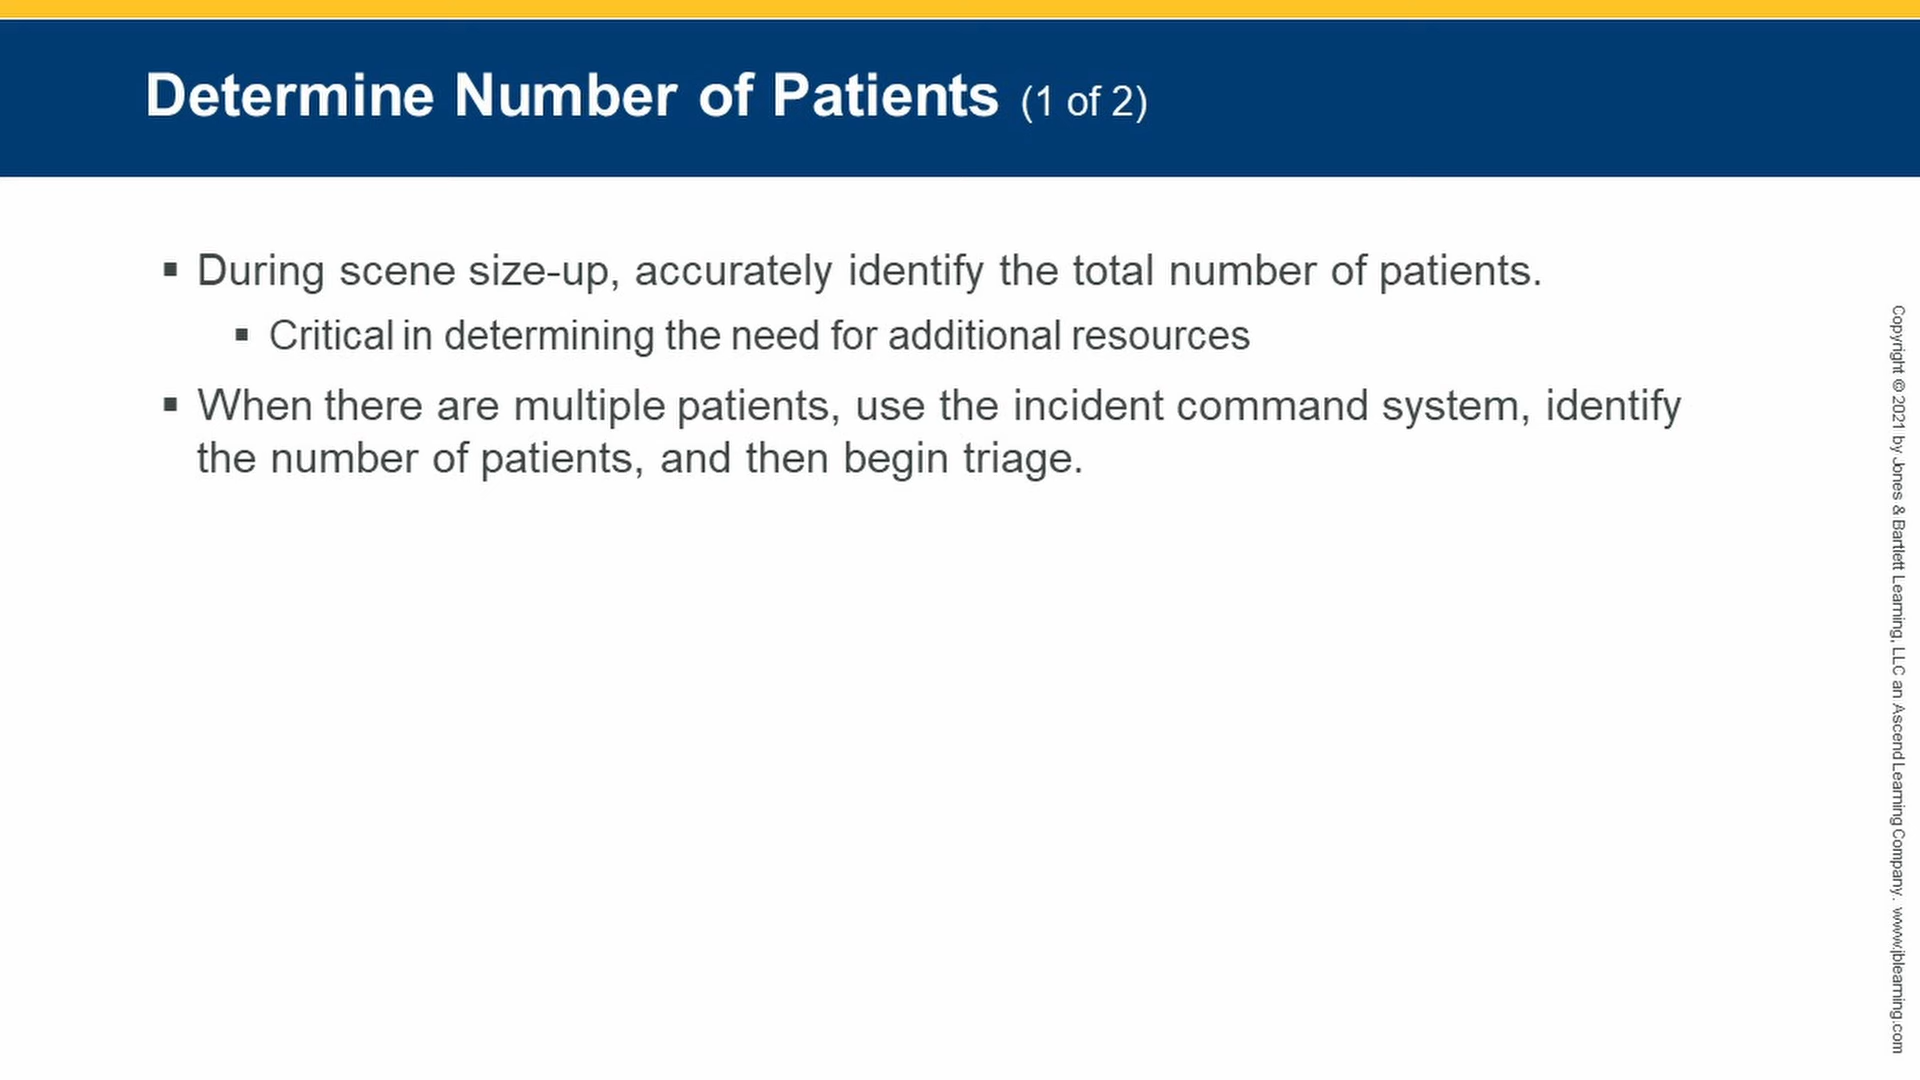 Determine Number of Patients (1 of 2)
▪ During scene size-up, accurately identify the total number of patients.
▪ Critical in determining the need for additional resources
▪ When there are multiple patients, use the incident command system, identify
the number of patients, and then begin triage.
Copyright © 2021 by Jones & Bartlett Learning, LLC an Ascend Learning Company. www.jblearning.com